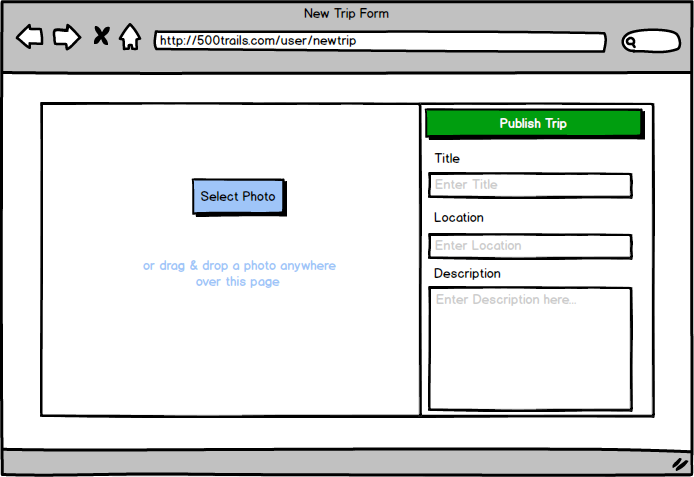 New Trip Form
http://500trails.com/user/newtrip
Select Photo
or drag & drop a photo anywhere
over this page
Publish Trip
Title
Enter Title
Location
Enter Location
Description
Enter Description here...